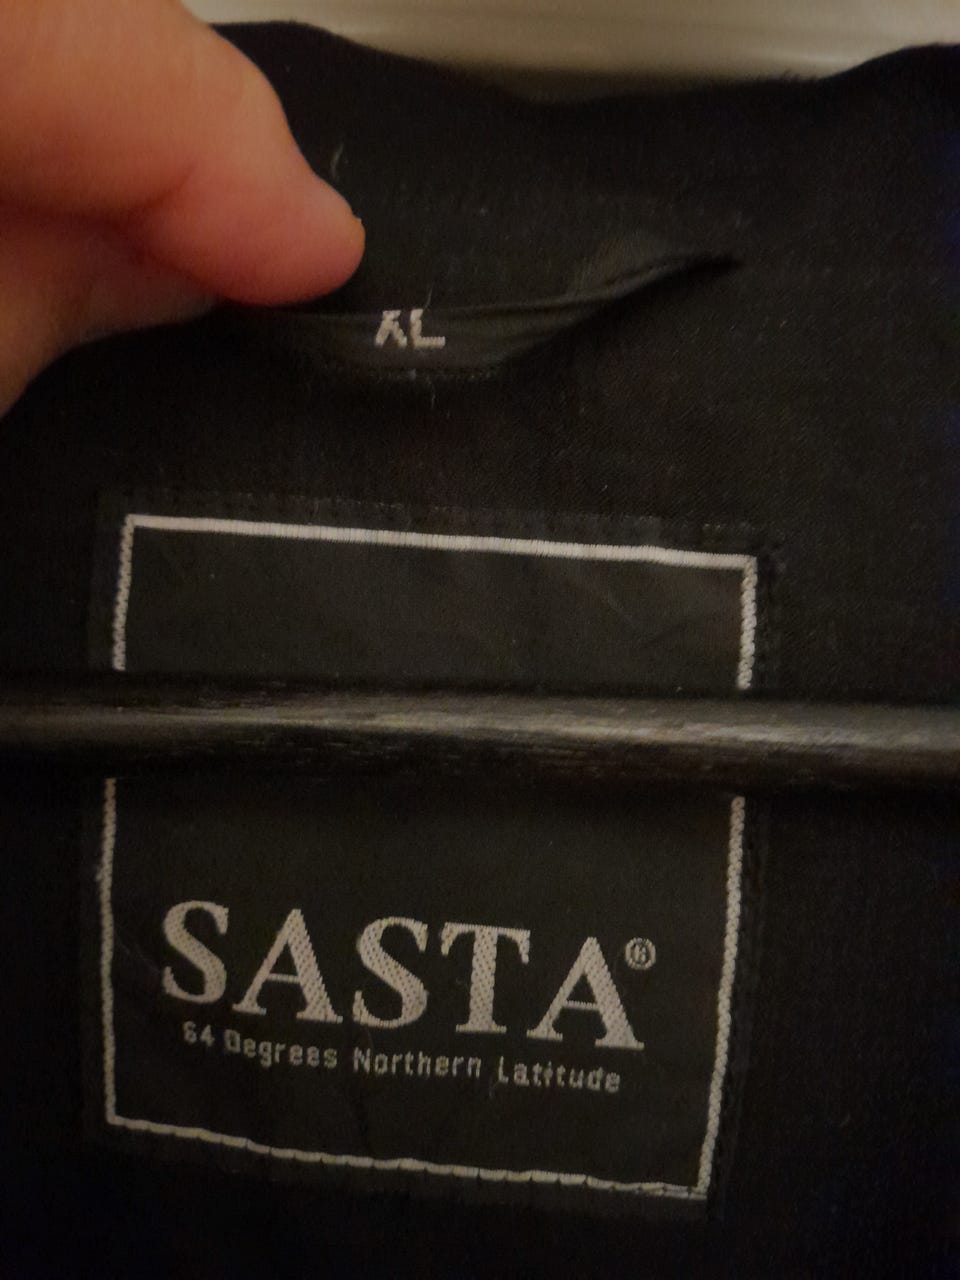 XL
SASTA®
64 Degrees Northern Latitude